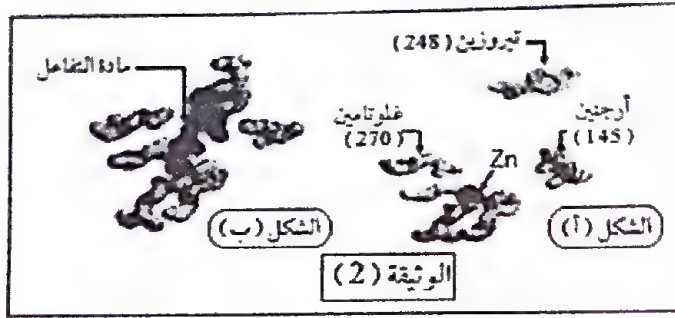 تيروزين (248)
مادة التفاعل
غلوتامين
(270)
أرجنين
(145)
Zn
الشكل (أ)
الشكل (ب)
الوثيقة (2)